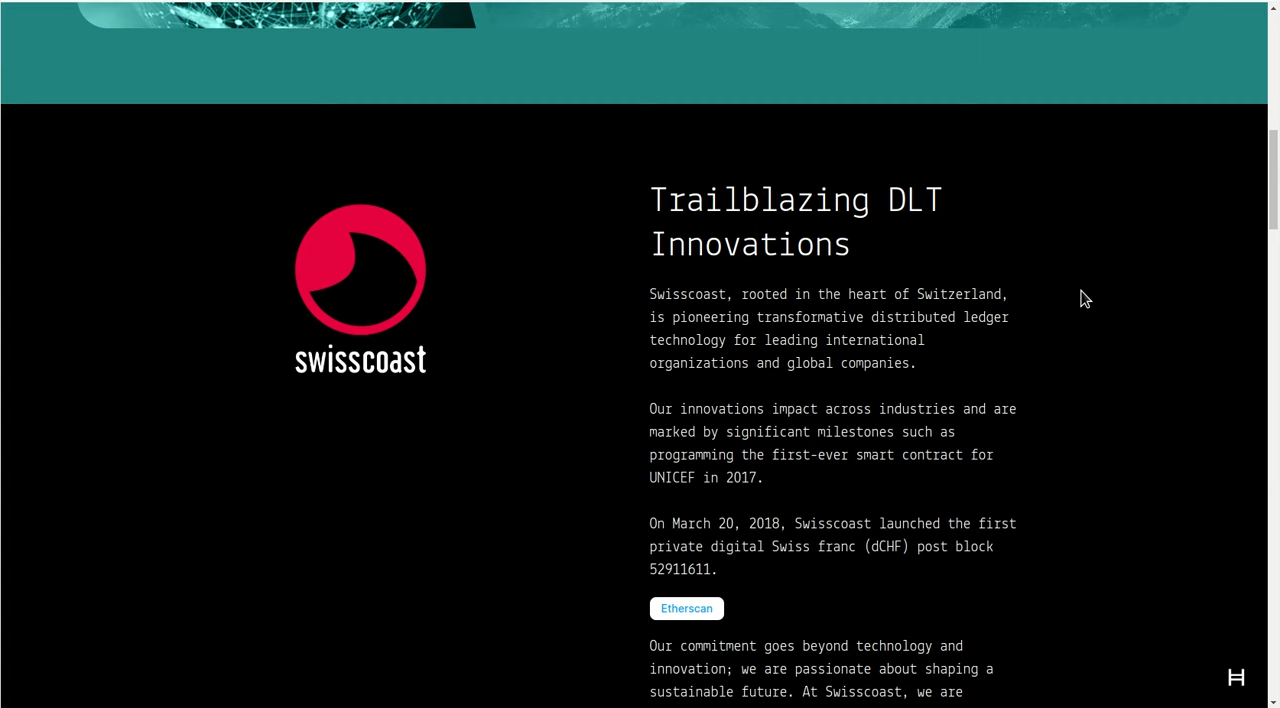 Trailblazing DLT
Innovations
swisscoast
Swisscoast, rooted in the heart of Switzerland,
is pioneering transformative distributed ledger
technology for leading international
organizations and global companies.
Our innovations impact across industries and are
marked by significant milestones such as
programming the first-ever smart contract for
UNICEF in 2017.
On March 20, 2018, Swisscoast launched the first
private digital Swiss franc (dCHF) post block
52911611.
Etherscan
Our commitment goes beyond technology and
innovation; we are passionate about shaping a
sustainable future. At Swisscoast, we are